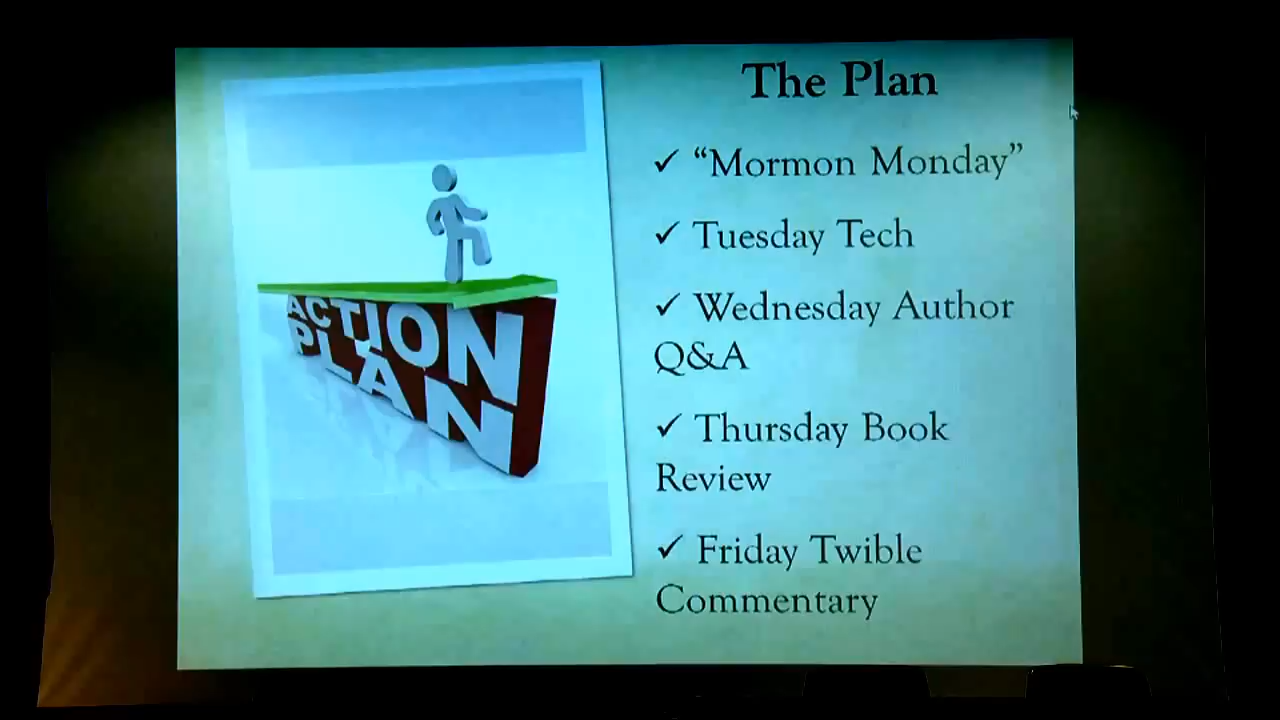 The Plan
✓ “Mormon Monday”
✓ Tuesday Tech
✓ Wednesday Author
Q&A
✓ Thursday Book
Review
✓ Friday Twible
Commentary
ACTION
PLAN